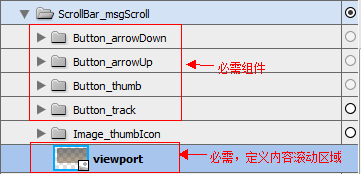 ScrollBar_msgScroll
Button_arrowDown
Button_arrowUp
必需组件
Button_thumb
Button_track
Image_thumbIcon
viewport
必需，定义内容滚动区域